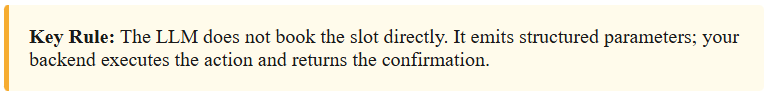 Key Rule: The LLM does not book the slot directly. It emits structured parameters; your
backend executes the action and returns the confirmation.